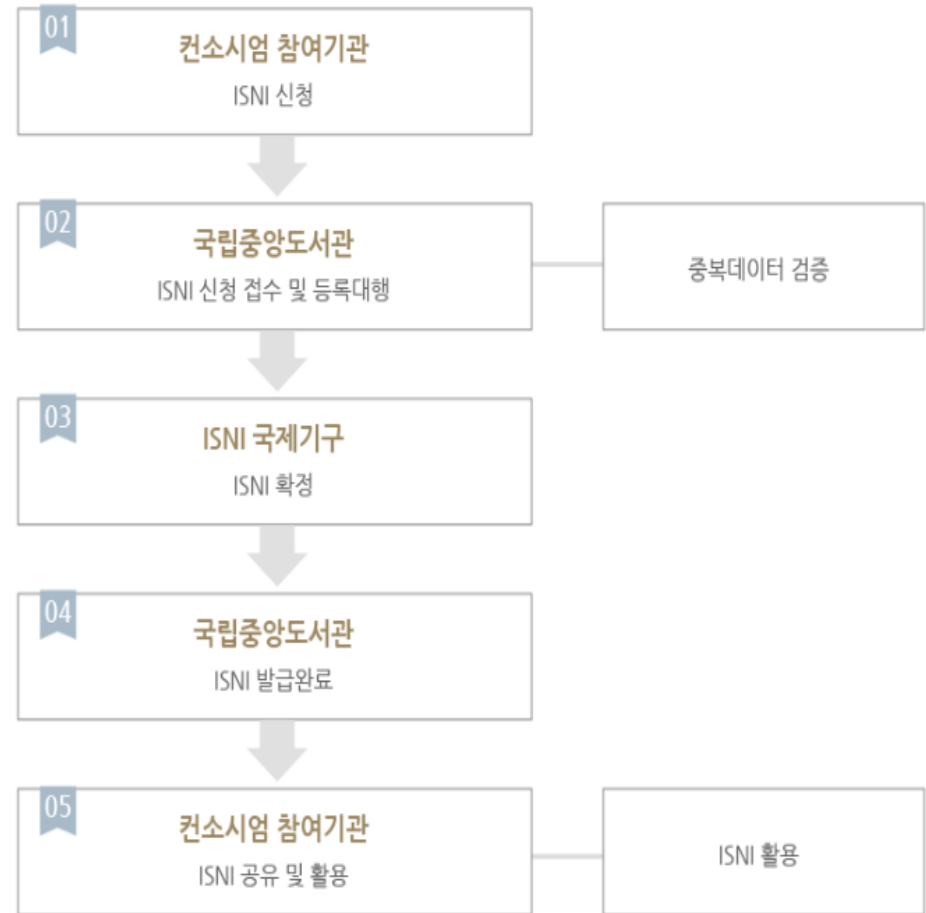 01
컨소시엄 참여기관
ISNI 신청
02
국립중앙도서관
ISNI 신청 접수 및 등록대행
중복데이터 검증
03
ISNI 국제기구
ISNI 확정
04
국립중앙도서관
ISNI 발급완료
05
컨소시엄 참여기관
ISNI 공유 및 활용
ISNI 활용